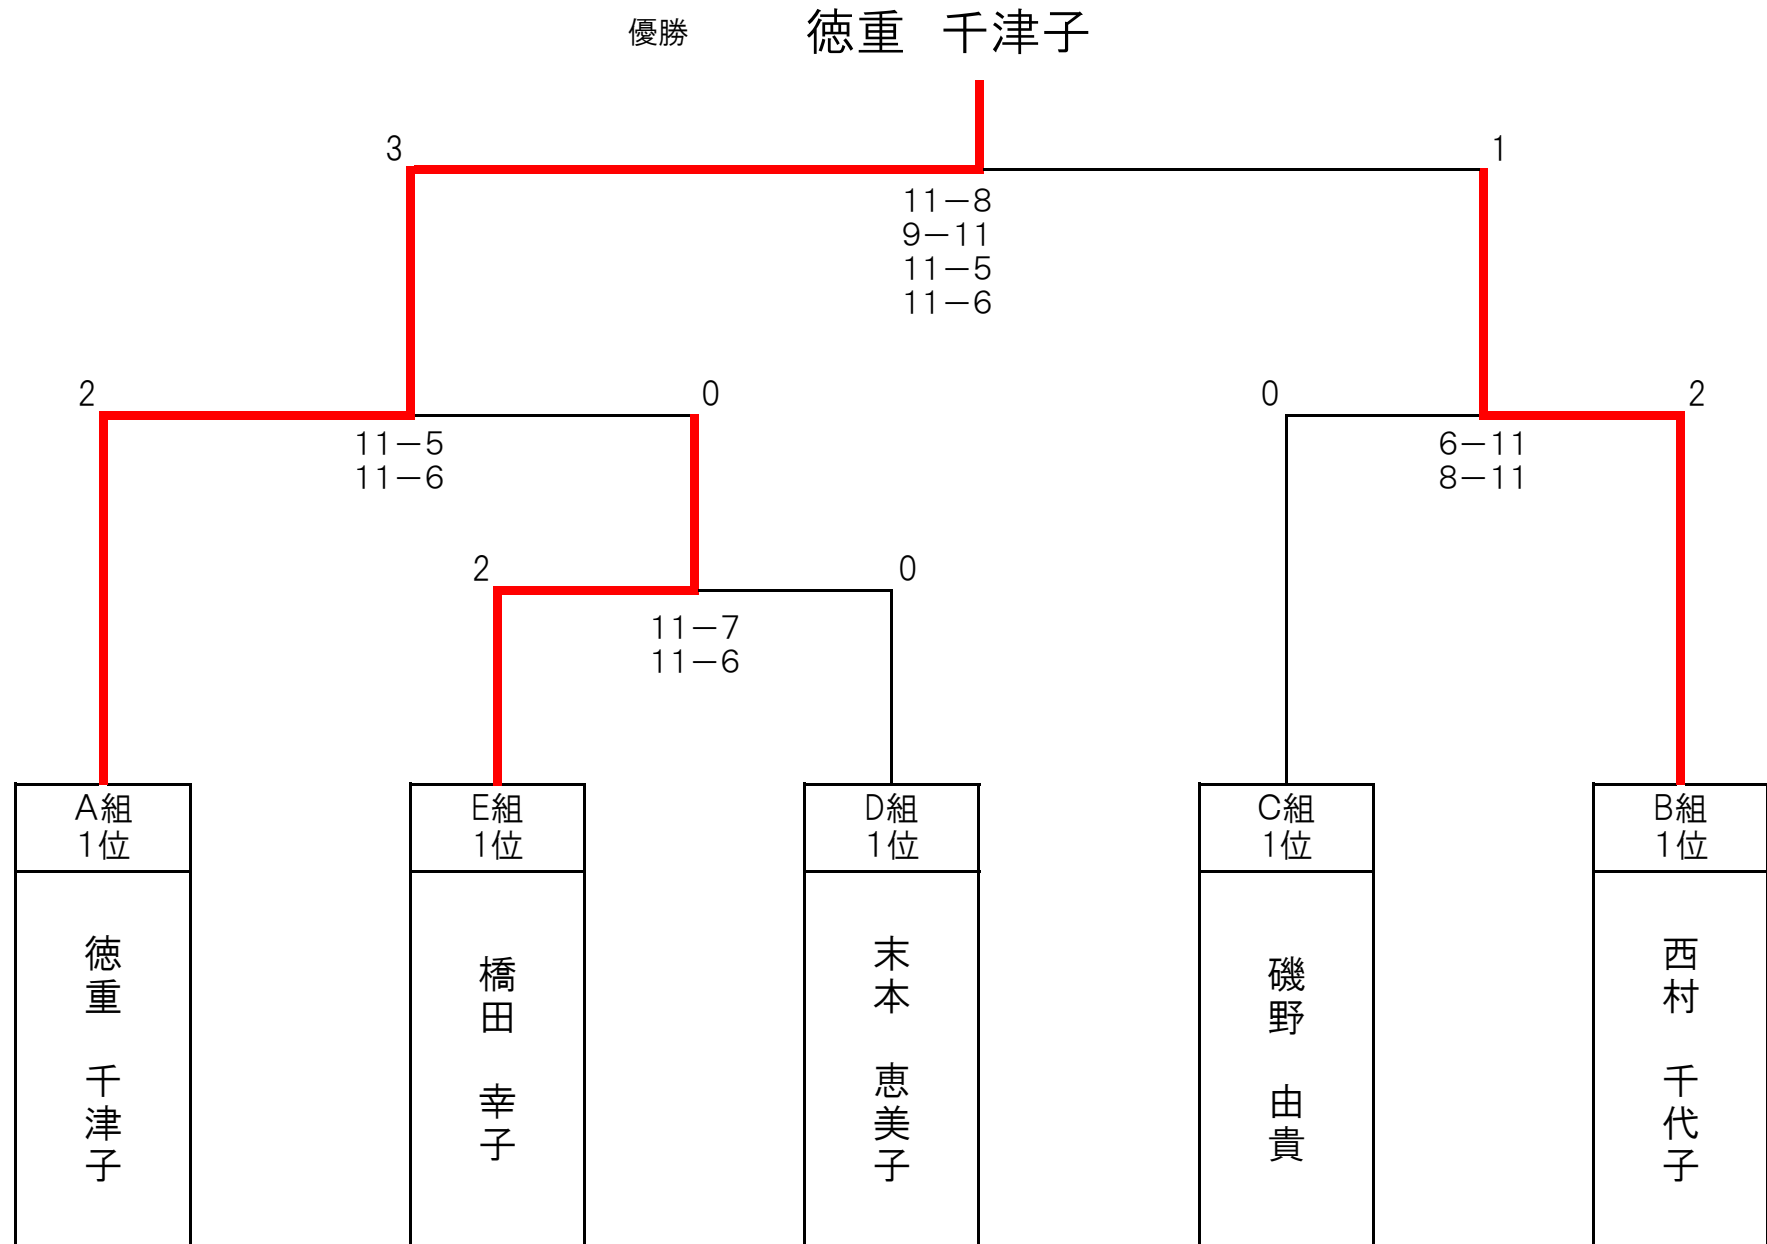 優勝 徳重 千津子
3 1
11－8
9－11
11－5
11－6
2 0 0 2
11－5 6－11
11－6 8－11
2 0
11－7
11－6
A組 E組 D組 C組 B組
1位 1位 1位 1位 1位
徳重 千津子
橋田 幸子
末本 恵美子
磯野 由貴
西村 千代子